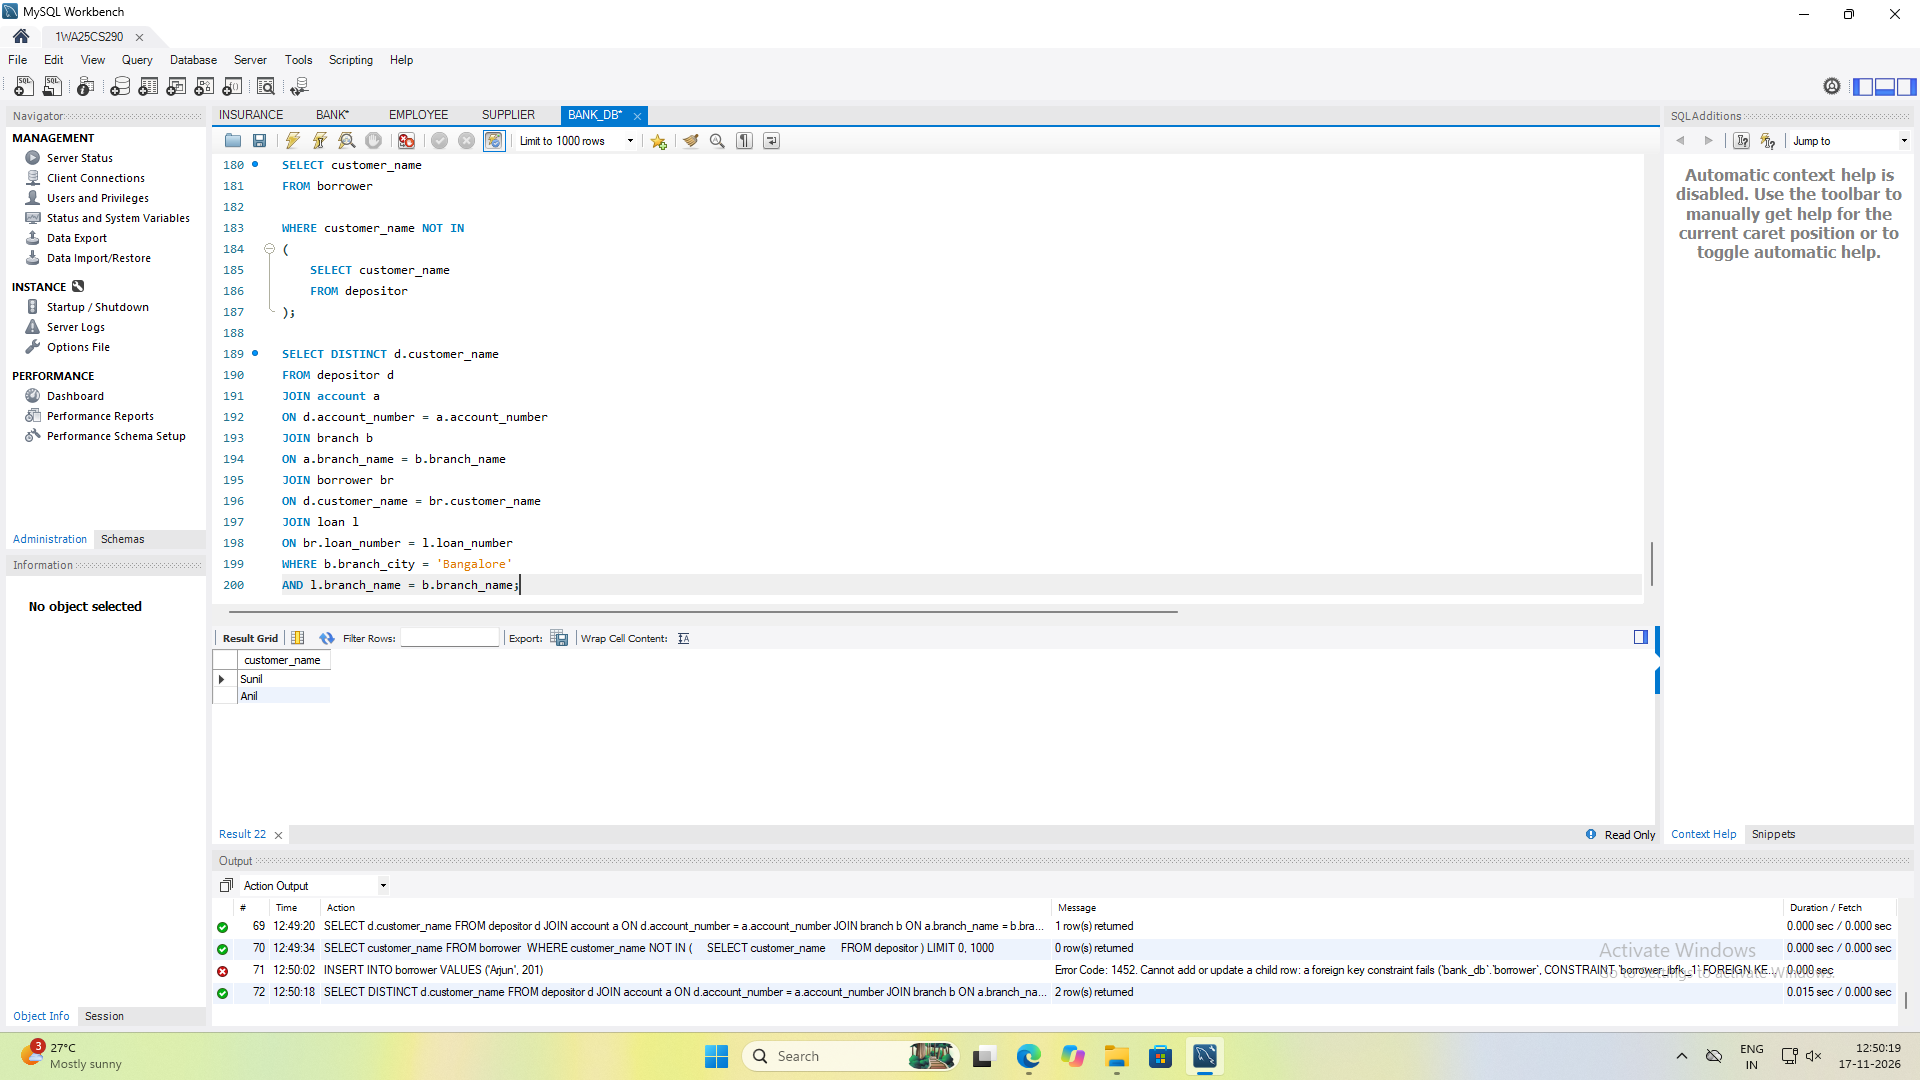 MySQL Workbench
1WA25CS290
File Edit View Query Database Server Tools Scripting Help
Navigator
MANAGEMENT
Server Status
Client Connections
Users and Privileges
Status and System Variables
Data Export
Data Import/Restore
INSTANCE
Startup / Shutdown
Server Logs
Options File
PERFORMANCE
Dashboard
Performance Reports
Performance Schema Setup
Administration Schemas
Information
No object selected
Object Info Session
INSURANCE BANK* EMPLOYEE SUPPLIER BANK_DB*
Limit to 1000 rows
180 SELECT customer_name
181 FROM borrower
182
183 WHERE customer_name NOT IN
184 (
185 SELECT customer_name
186 FROM depositor
187 );
188
189 SELECT DISTINCT d.customer_name
190 FROM depositor d
191 JOIN account a
192 ON d.account_number = a.account_number
193 JOIN branch b
194 ON a.branch_name = b.branch_name
195 JOIN borrower br
196 ON d.customer_name = br.customer_name
197 JOIN loan l
198 ON br.loan_number = l.loan_number
199 WHERE b.branch_city = 'Bangalore'
200 AND l.branch_name = b.branch_name;
Result Grid Filter Rows: Export: Wrap Cell Content:
customer_name
Sunil
Anil
Result 22 Read Only
SQLAdditions
Jump to
Automatic context help is
disabled. Use the toolbar to
manually get help for the
current caret position or to
toggle automatic help.
Context Help Snippets
Output
Action Output
# Time Action Message Duration / Fetch
69 12:49:20 SELECT d.customer_name FROM depositor d JOIN account a ON d.account_number = a.account_number JOIN branch b ON a.branch_name = b.bra... 1 row(s) returned 0.000 sec / 0.000 sec
70 12:49:34 SELECT customer_name FROM borrower WHERE customer_name NOT IN ( SELECT customer_name FROM depositor ) LIMIT 0, 1000 0 row(s) returned 0.000 sec / 0.000 sec
71 12:50:02 INSERT INTO borrower VALUES ('Arjun', 201) Error Code: 1452. Cannot add or update a child row: a foreign key constraint fails (`bank_db`.`borrower`, CONSTRAINT `borrower_ibfk_1` FOREIGN KE... 0.000 sec
72 12:50:18 SELECT DISTINCT d.customer_name FROM depositor d JOIN account a ON d.account_number = a.account_number JOIN branch b ON a.branch_na... 2 row(s) returned 0.015 sec / 0.000 sec
Activate Windows
Go to Settings to activate Windows.
3
27°C
Mostly sunny
Search
ENG
IN
12:50:19
17-11-2026